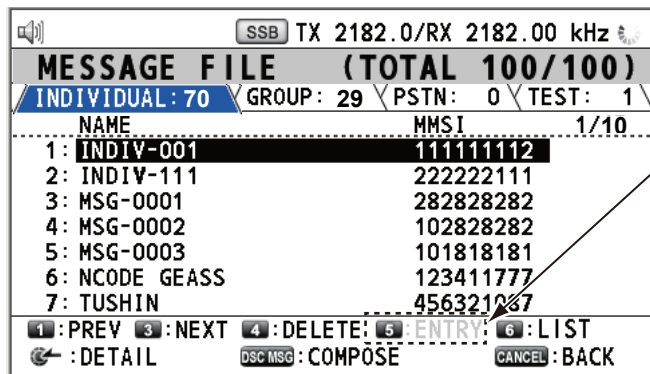 SSB TX 2182.0/RX 2182.00 kHz
MESSAGE FILE (TOTAL 100/100)
INDIVIDUAL: 70 GROUP: 29 PSTN: 0 TEST: 1
NAME MMSI 1/10
1: INDIV-001 111111112
2: INDIV-111 222222111
3: MSG-0001 282828282
4: MSG-0002 102828282
5: MSG-0003 101818181
6: NCODE GEASS 123411777
7: TUSHIN 456321987
1 :PREV 3 :NEXT 4 :DELETE 5 :ENTRY 6 :LIST
:DETAIL DSC MSG :COMPOSE CANCEL :BACK